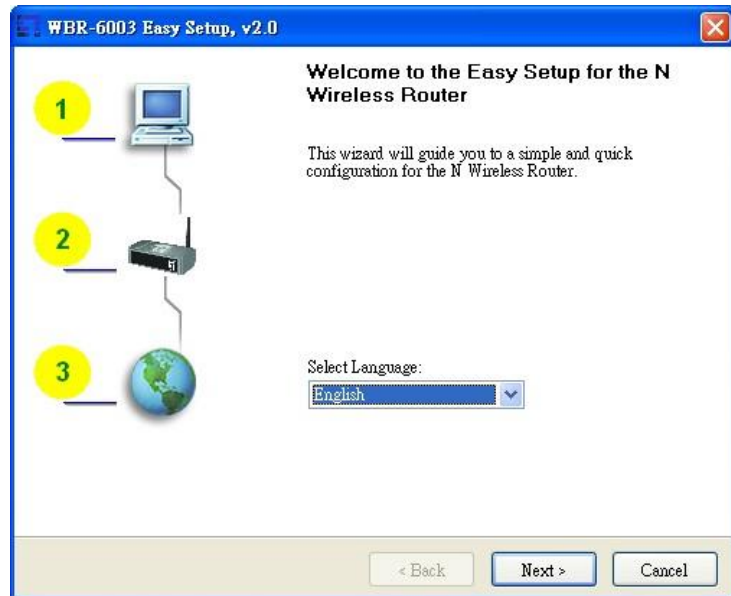 WBR-6003 Easy Setup, v2.0
1
2
3
Welcome to the Easy Setup for the N
Wireless Router
This wizard will guide you to a simple and quick
configuration for the N Wireless Router.
Select Language:
English
< Back
Next >
Cancel